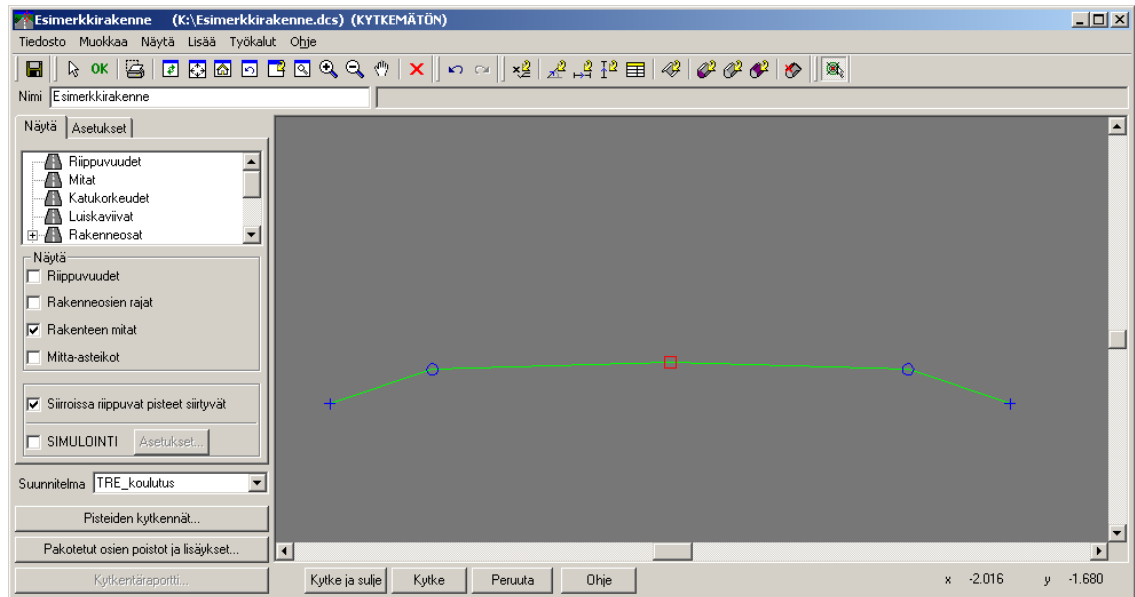 Esimerkkirakenne (K:\Esimerkkirakenne.dcs) (KYTKEMÄTÖN)
Tiedosto Muokkaa Näytä Lisää Työkalut Ohje
OK
Nimi Esimerkkirakenne
Näytä Asetukset
Riippuvuudet
Mitat
Katukorkeudet
Luiskaviivat
Rakenneosat
Näytä
Riippuvuudet
Rakenneosien rajat
Rakenteen mitat
Mitta-asteikot
Siirroissa riippuvat pisteet siirtyvät
SIMULOINTI Asetukset...
Suunnitelma TRE_koulutus
Pisteiden kytkennät...
Pakotetut osien poistot ja lisäykset...
Kytkentäraportti... Kytke ja sulje Kytke Peruuta Ohje x -2.016 y -1.680